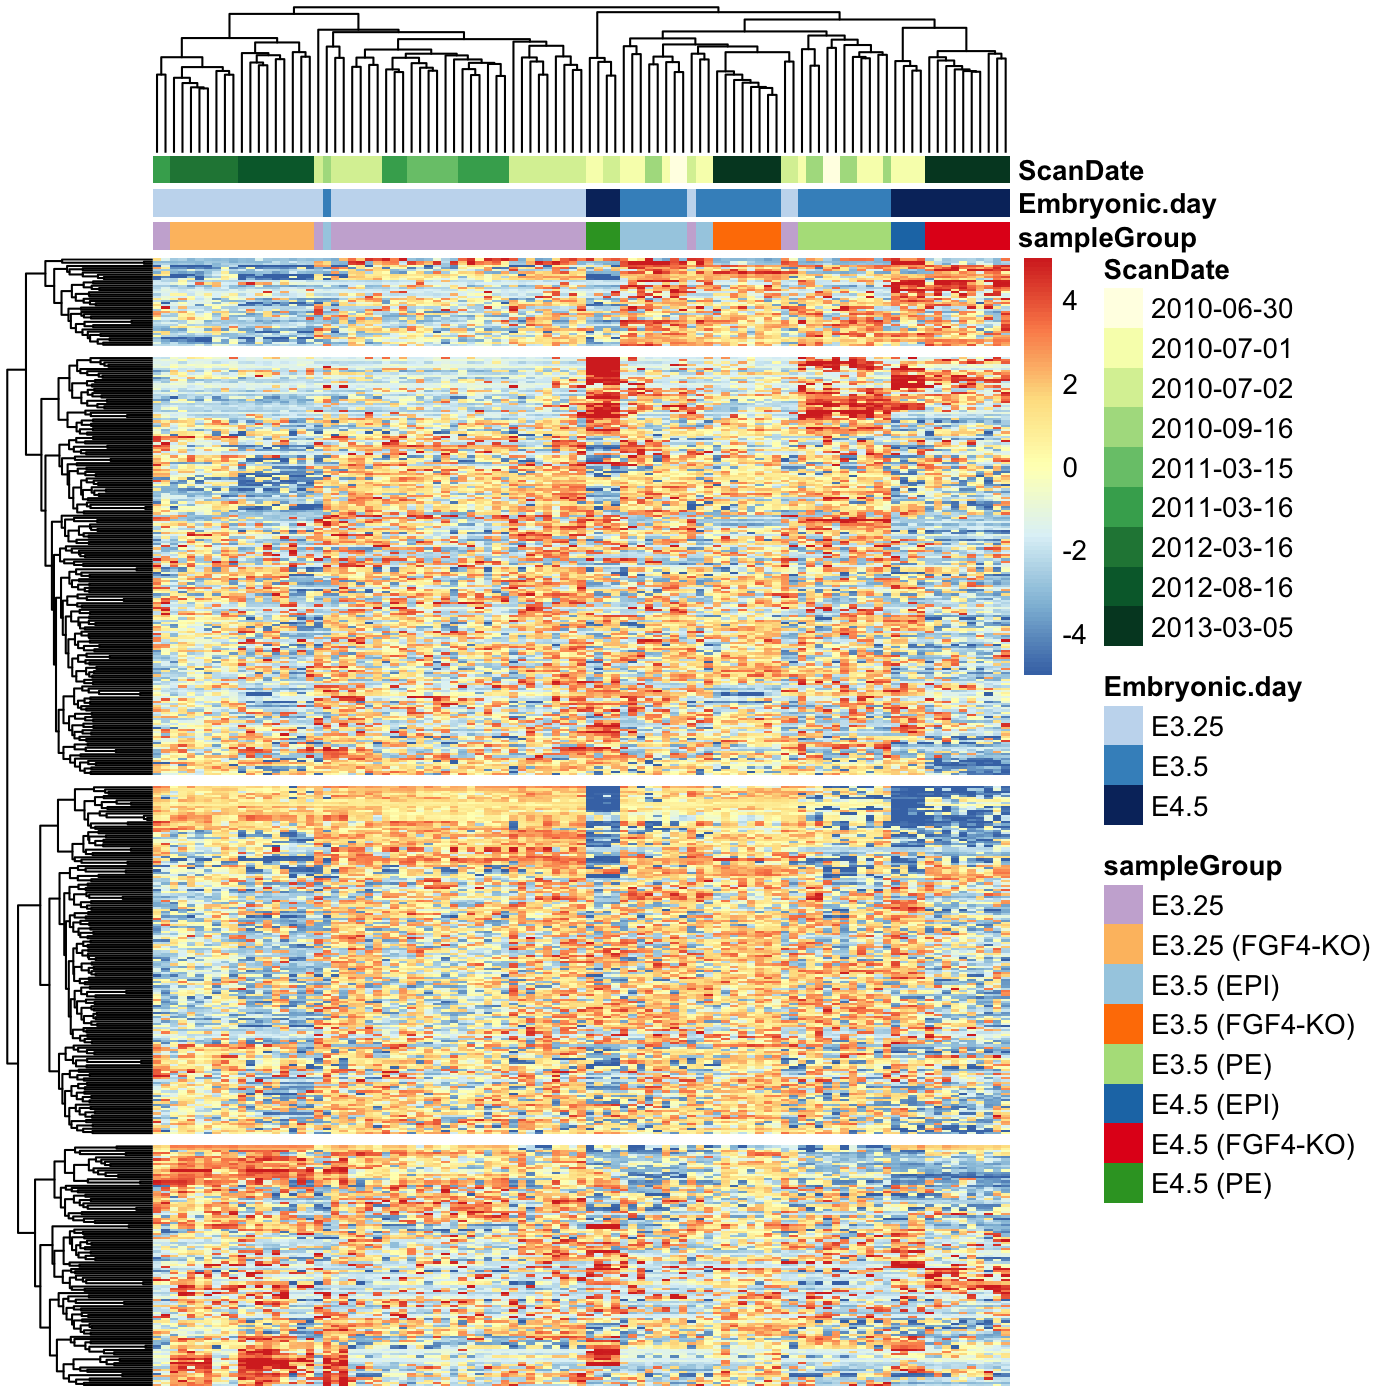 ScanDate
Embryonic.day
sampleGroup
4
2
0
-2
-4
ScanDate
2010-06-30
2010-07-01
2010-07-02
2010-09-16
2011-03-15
2011-03-16
2012-03-16
2012-08-16
2013-03-05
Embryonic.day
E3.25
E3.5
E4.5
sampleGroup
E3.25
E3.25 (FGF4-KO)
E3.5 (EPI)
E3.5 (FGF4-KO)
E3.5 (PE)
E4.5 (EPI)
E4.5 (FGF4-KO)
E4.5 (PE)